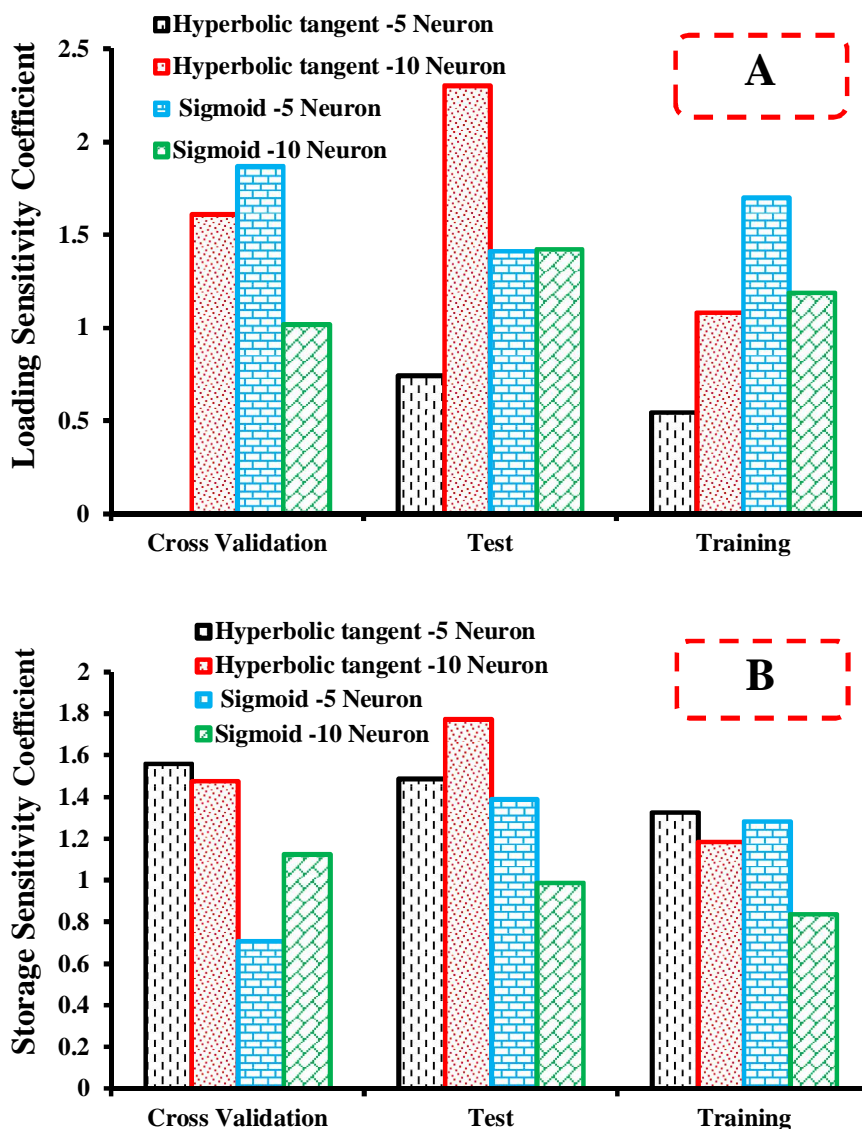 Hyperbolic tangent -5 Neuron
Hyperbolic tangent -10 Neuron
Sigmoid -5 Neuron
Sigmoid -10 Neuron
A
Loading Sensitivity Coefficient
2.5
2
1.5
1
0.5
0
Cross Validation
Test
Training
Hyperbolic tangent -5 Neuron
Hyperbolic tangent -10 Neuron
Sigmoid -5 Neuron
Sigmoid -10 Neuron
B
Storage Sensitivity Coefficient
2
1.8
1.6
1.4
1.2
1
0.8
0.6
0.4
0.2
0
Cross Validation
Test
Training